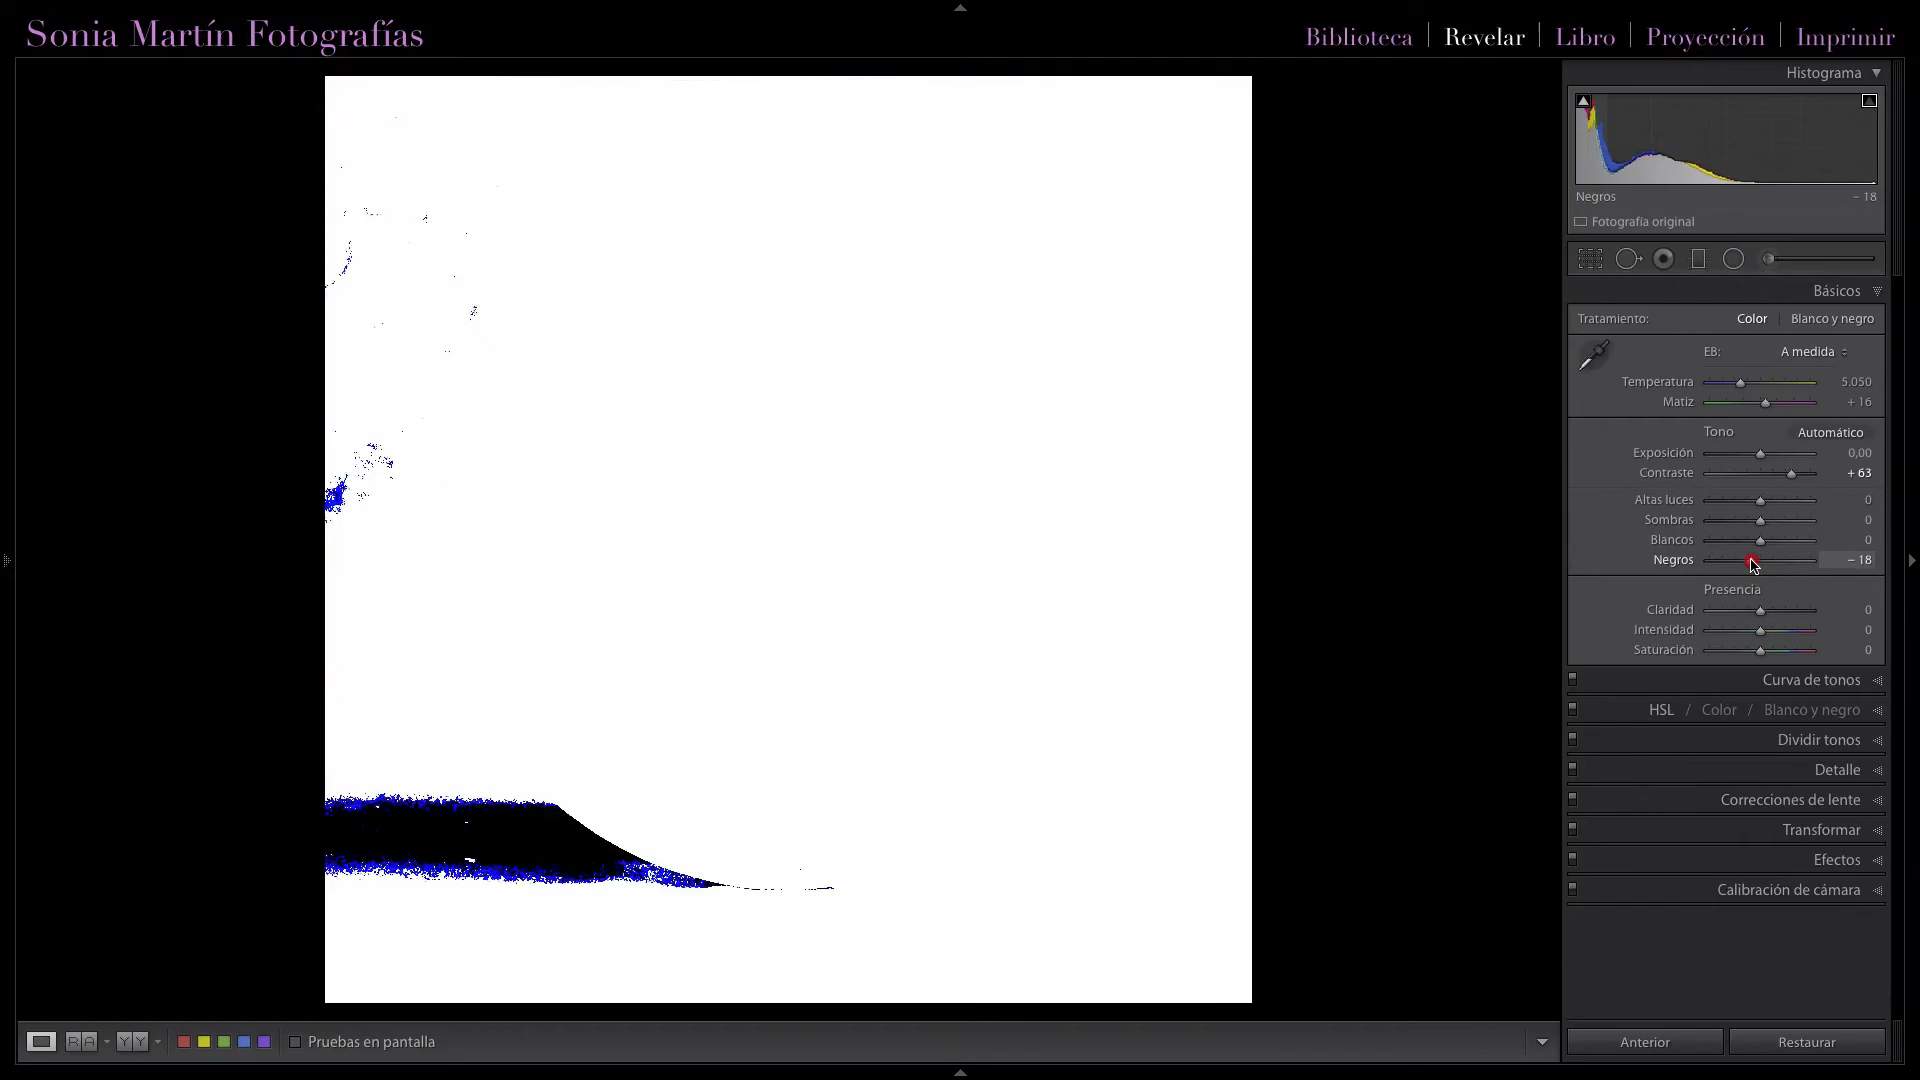 Sonia Martín Fotografías
Biblioteca Revelar Libro Proyección Imprimir
Histograma
Negros – 18
Fotografía original
Básicos
Tratamiento: Color Blanco y negro
EB: A medida
Temperatura 5.050
Matiz + 16
Tono Automático
Exposición 0,00
Contraste + 63
Altas luces 0
Sombras 0
Blancos 0
Negros – 18
Presencia
Claridad 0
Intensidad 0
Saturación 0
Curva de tonos
HSL / Color / Blanco y negro
Dividir tonos
Detalle
Correcciones de lente
Transformar
Efectos
Calibración de cámara
R A Y Y Pruebas en pantalla
Anterior Restaurar